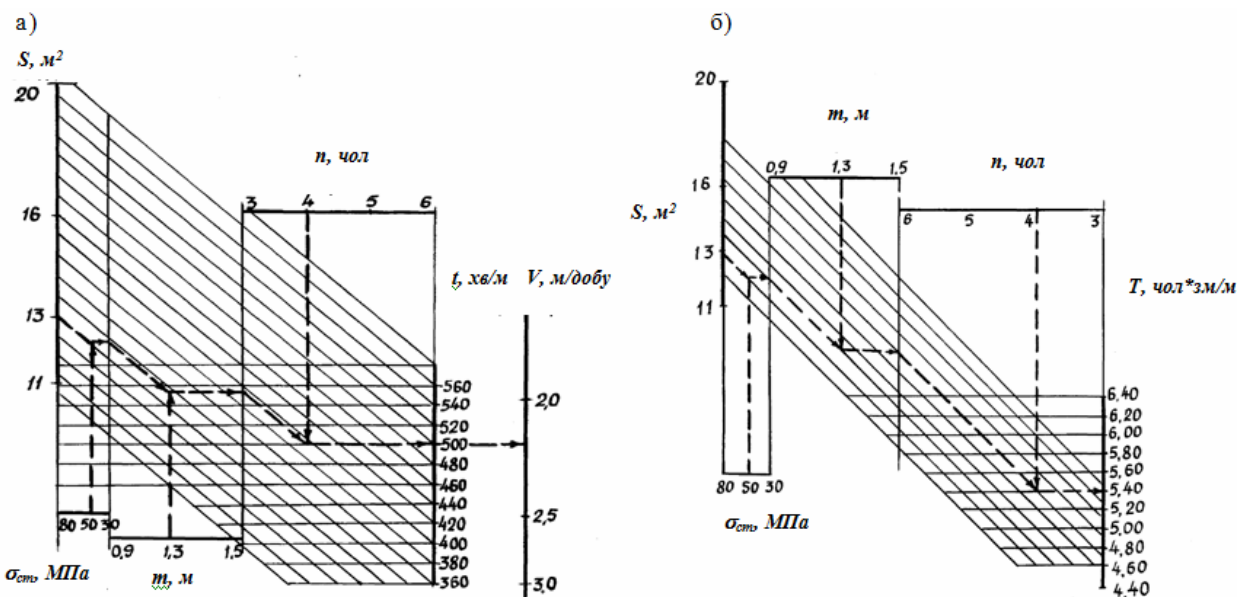 а)
S, м²
20
16
13
11
n, чол
3 4 5 6
t, хв/м V, м/добу
560
540
520
500
480
460
440
420
400
380
360
2,0
2,5
3,0
80 50 30
0,9 1,3 1,9
σст, МПа m, м
б)
20
m, м
0,9 1,3 1.5
n, чол
16
S, м²
13
11
6 5 4 3
T, чол*зм/м
6,40
6,20
6,00
5,80
5,60
5,40
5,20
5,00
4,80
4,60
4,40
80 50 30
σст, МПа